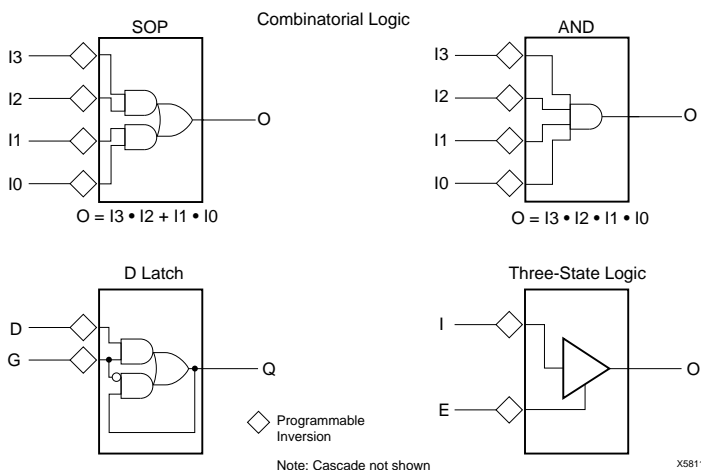 Combinatorial Logic
SOP
I3
I2
I1
I0
O
O = I3 • I2 + I1 • I0
AND
I3
I2
I1
I0
O
O = I3 • I2 • I1 • I0
D Latch
D
G
Q
Three-State Logic
I
E
O
Programmable
Inversion
Note: Cascade not shown